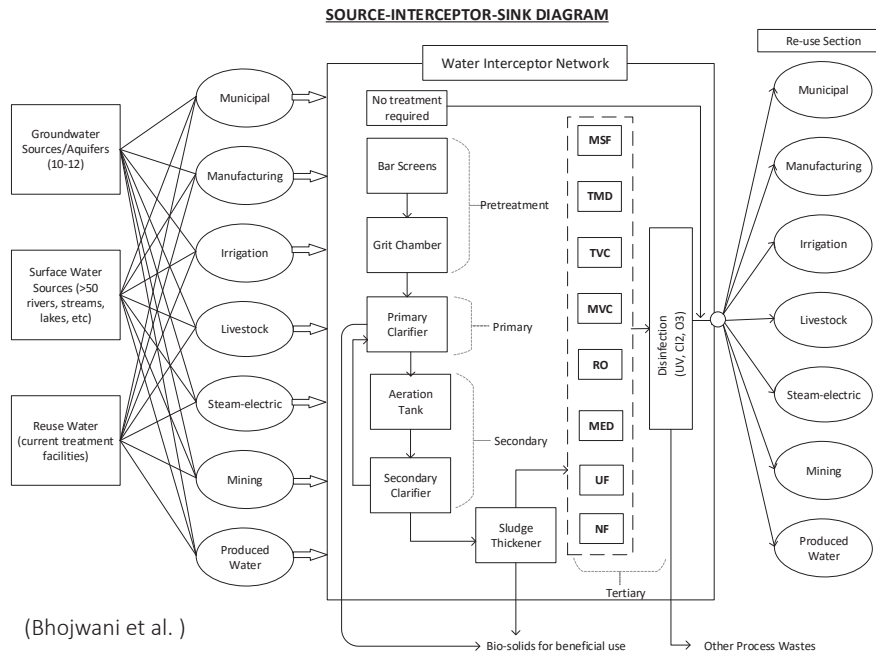 SOURCE-INTERCEPTOR-SINK DIAGRAM
Re-use Section
Water Interceptor Network
Groundwater
Sources/Aquifers
(10-12)
Surface Water
Sources (>50
rivers, streams,
lakes, etc)
Reuse Water
(current treatment
facilities)
Municipal
Manufacturing
Irrigation
Livestock
Steam-electric
Mining
Produced
Water
No treatment
required
Bar Screens
Grit Chamber
Pretreatment
Primary
Clarifier
Primary
Aeration
Tank
Secondary
Clarifier
Secondary
Sludge
Thickener
MSF
TMD
TVC
MVC
RO
MED
UF
NF
Tertiary
Disinfection
(UV, Cl2, O3)
Municipal
Manufacturing
Irrigation
Livestock
Steam-electric
Mining
Produced
Water
(Bhojwani et al. )
Bio-solids for beneficial use
Other Process Wastes